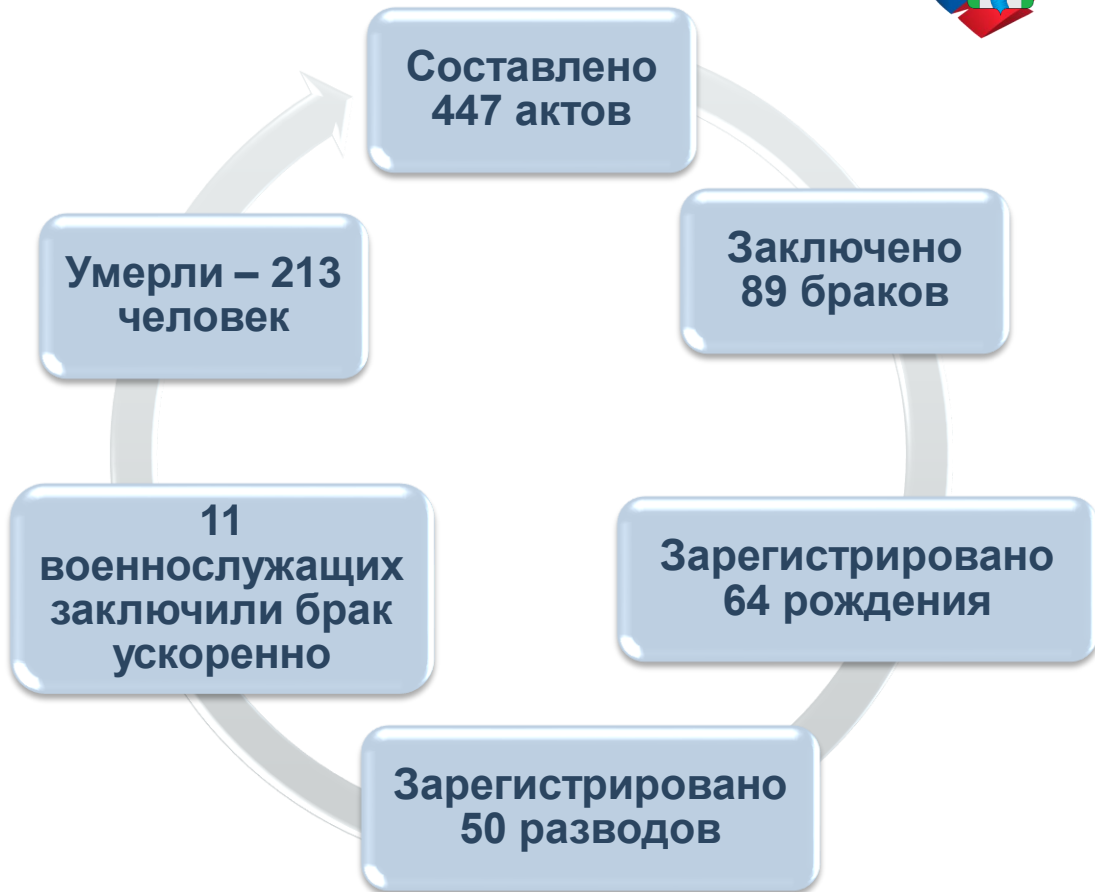 Составлено
447 актов
Заключено
89 браков
Зарегистрировано
64 рождения
Зарегистрировано
50 разводов
11
военнослужащих
заключили брак
ускоренно
Умерли – 213
человек